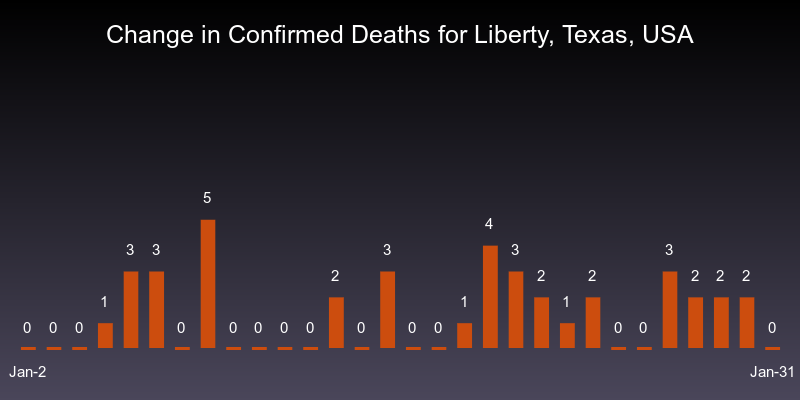 Change in Confirmed Deaths for Liberty, Texas, USA
0 0 0 1 3 3 0 5 0 0 0 0 2 0 3 0 0 1 4 3 2 1 2 0 0 3 2 2 2 0
Jan-2 Jan-31